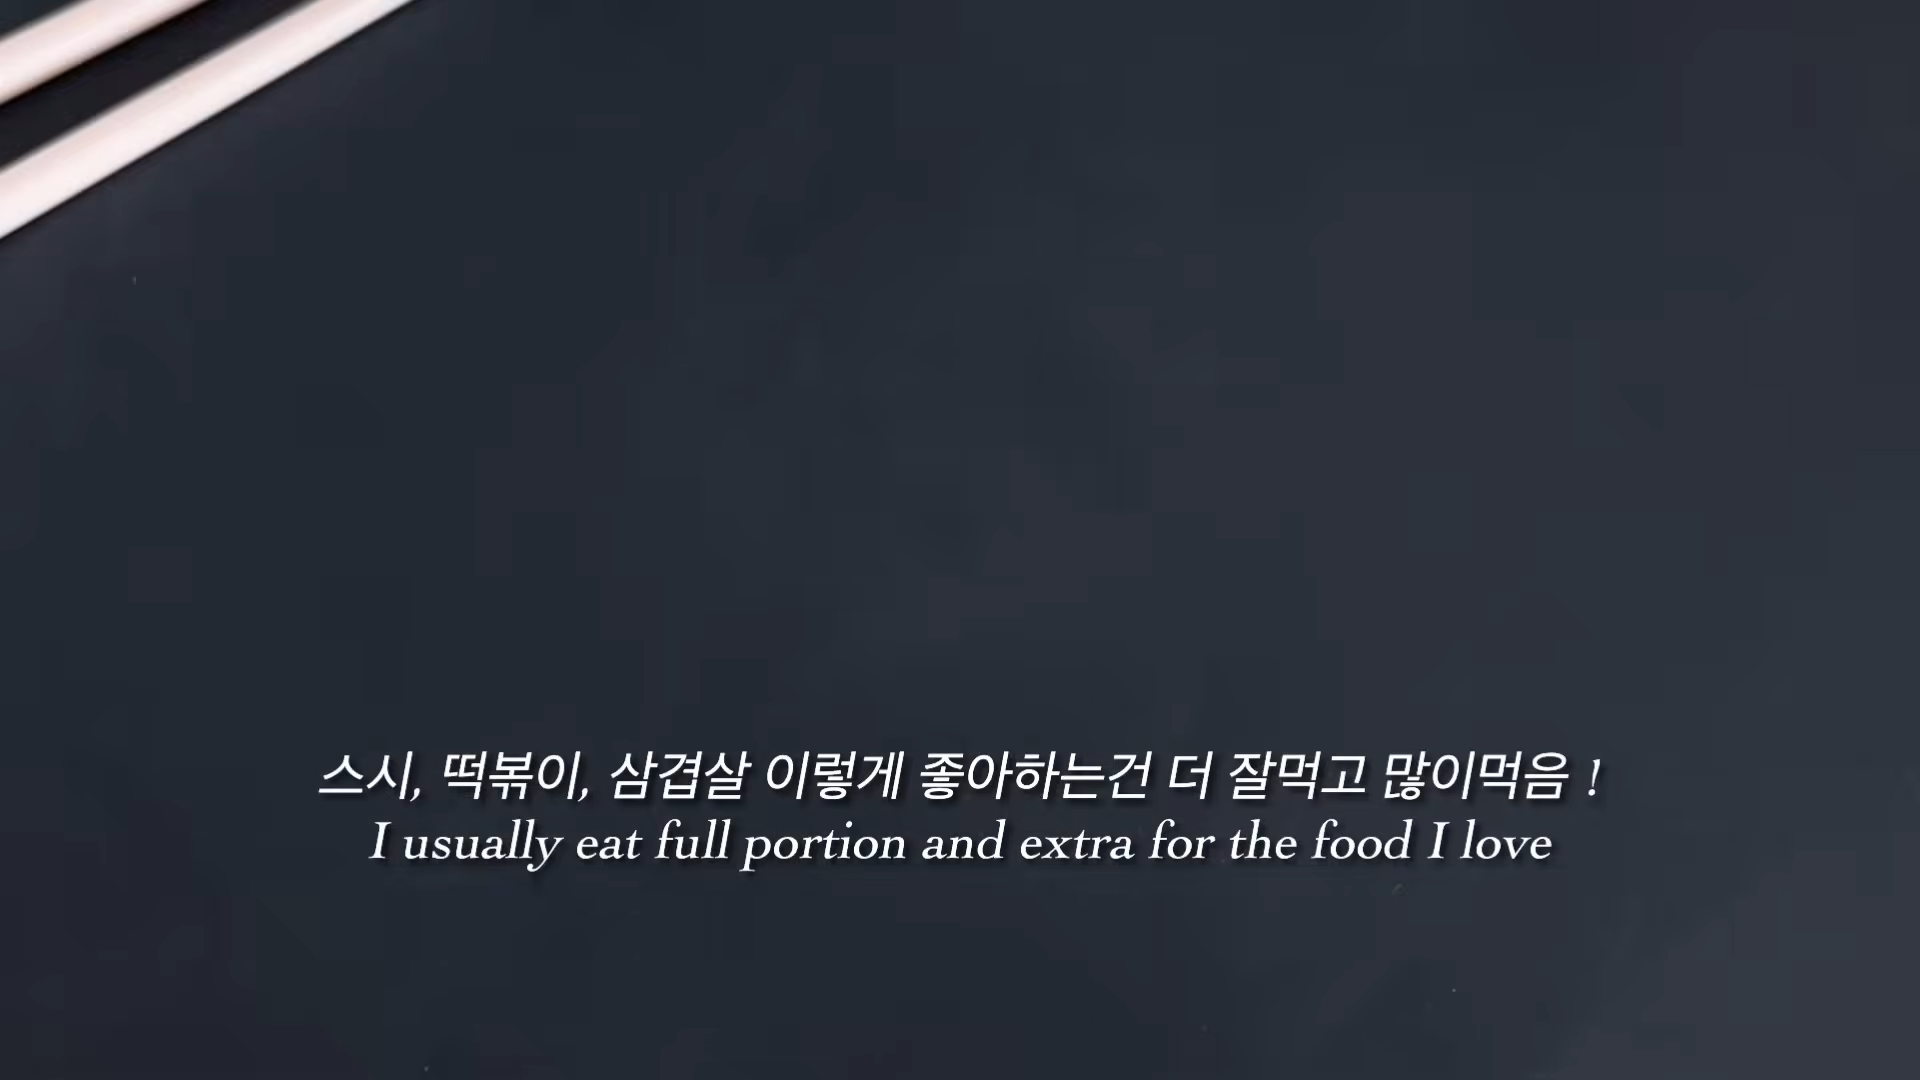 스시, 떡볶이, 삼겹살 이렇게 좋아하는건 더 잘먹고 많이먹음 !
I usually eat full portion and extra for the food I love